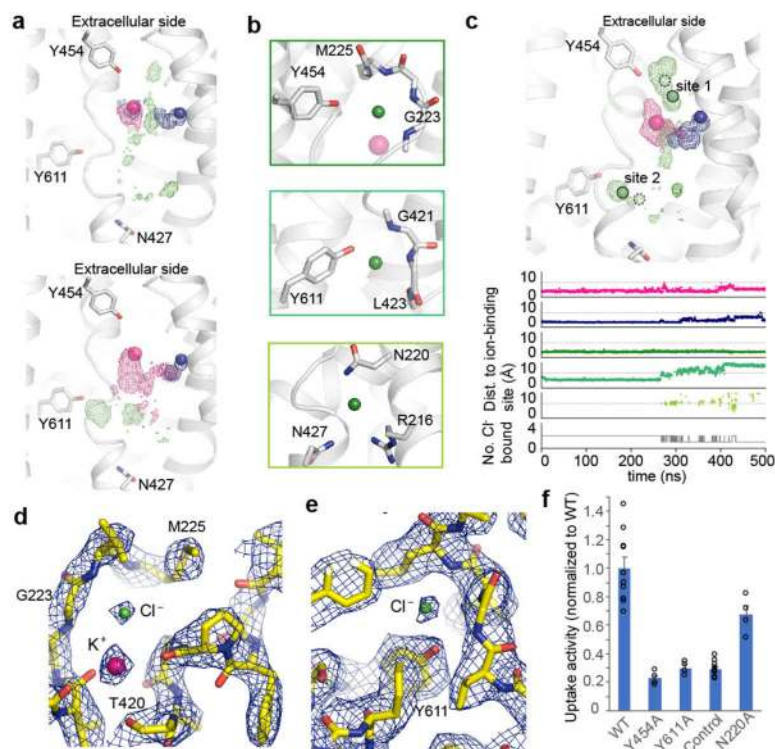 a
Extracellular side
Y454
Y611
N427
Extracellular side
Y454
Y611
N427
b
M225
Y454
G223
G421
Y611
L423
N220
N427
R216
c
Extracellular side
Y454
site 1
site 2
Y611
Dist. to ion-binding
site (Å)
No. Cl⁻
bound
10
0
10
0
10
0
10
0
10
0
4
2
0
0 100 200 300 400 500
time (ns)
d
M225
G223
Cl⁻
K⁺
T420
e
Cl⁻
Y611
f
Uptake activity (normalized to WT)
1.4
1.2
1.0
0.8
0.6
0.4
0.2
0
WT
Y454A
Y611A
Control
N220A